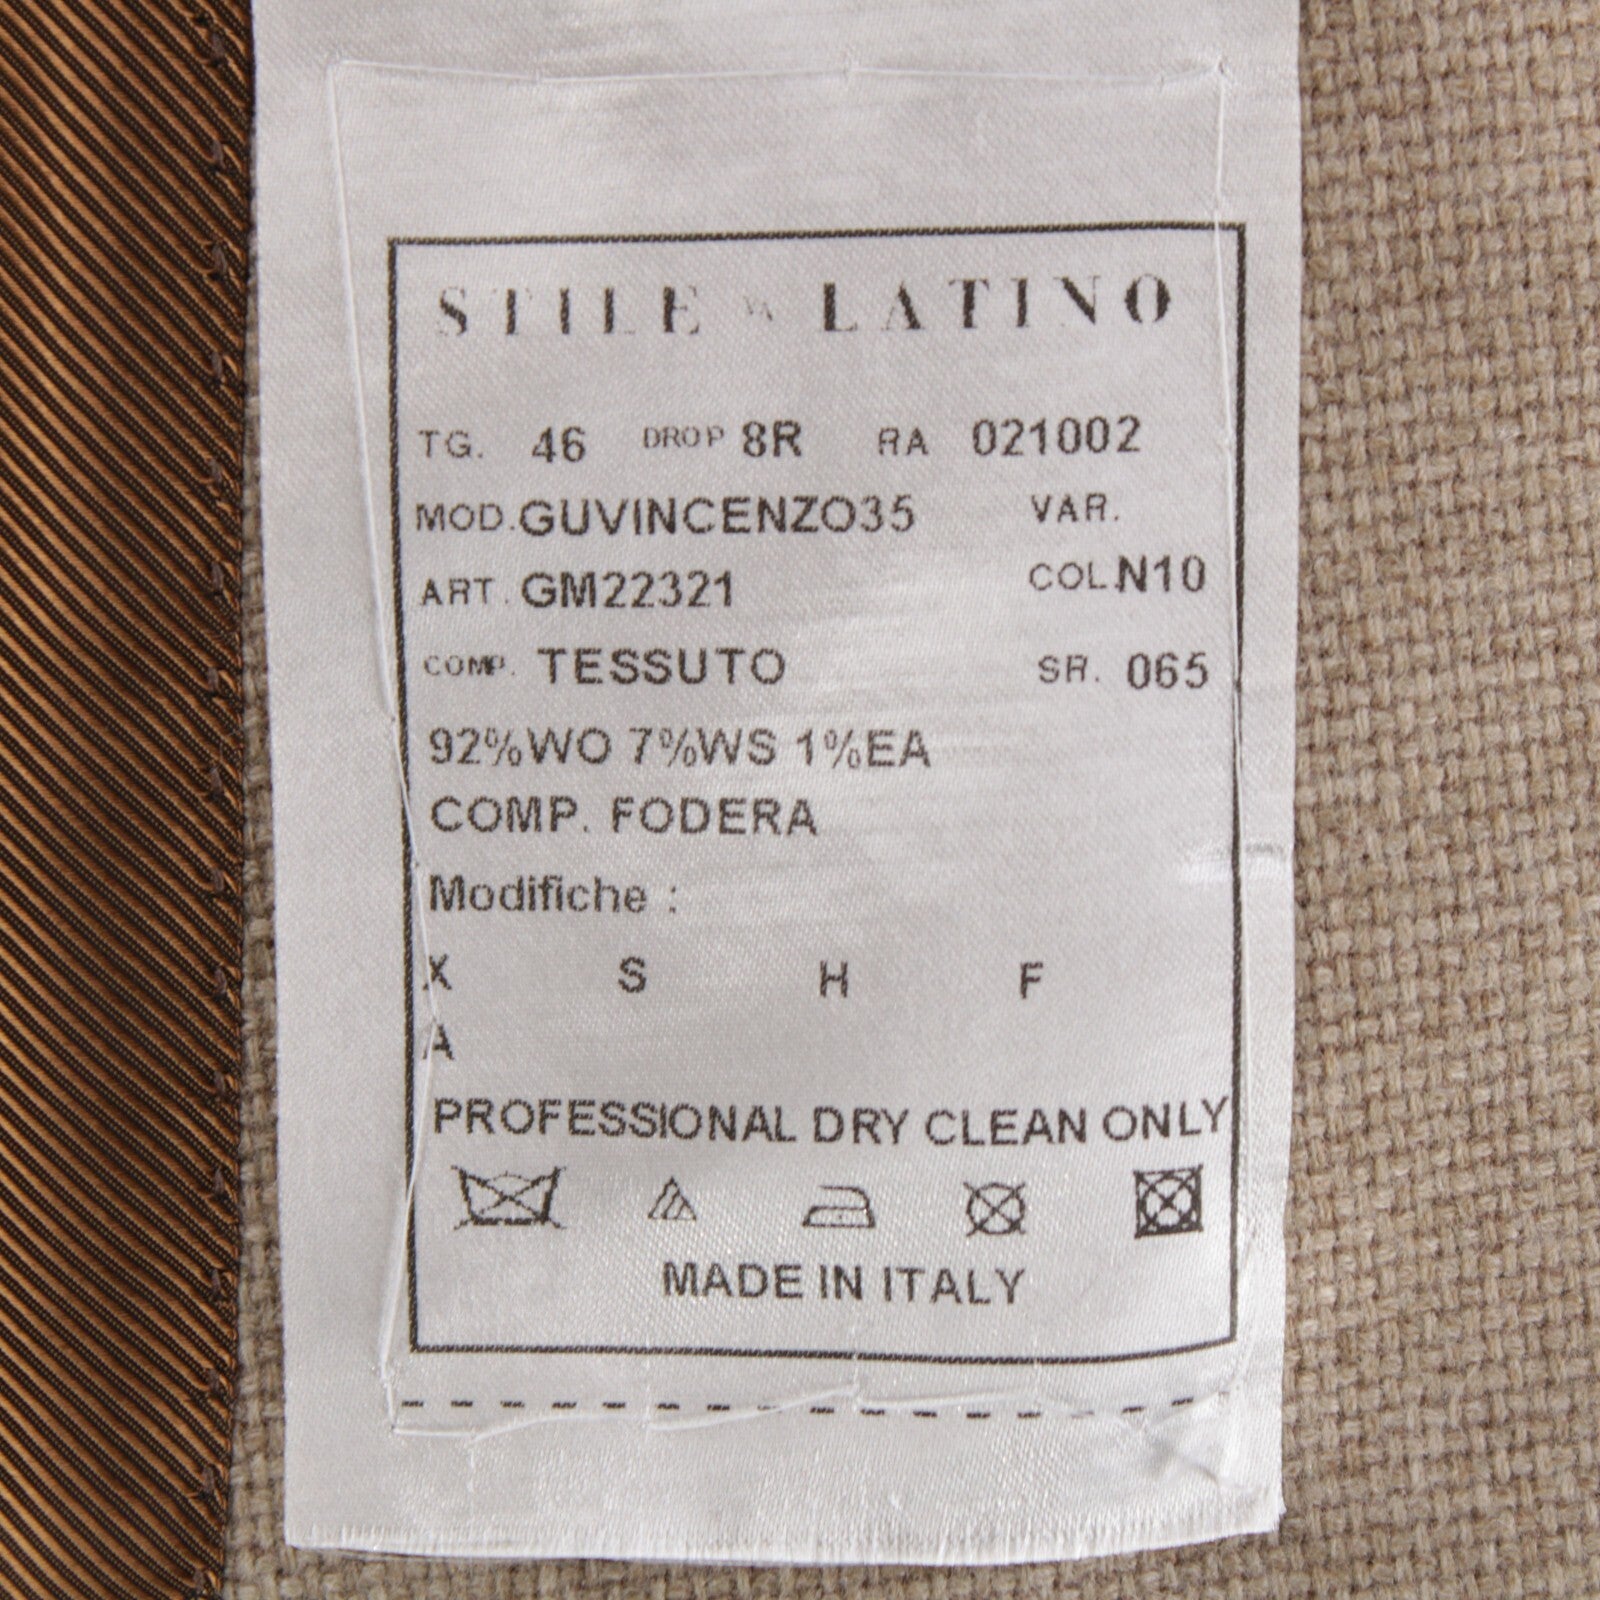 STILE LATINO
TG. 46 DROP 8R RA 021002
MOD.GUVINCENZO35 VAR.
ART. GM22321 COL.N10
COMP. TESSUTO SR. 065
92%WO 7%WS 1%EA
COMP. FODERA
Modifiche :
X S H F
A
PROFESSIONAL DRY CLEAN ONLY
MADE IN ITALY